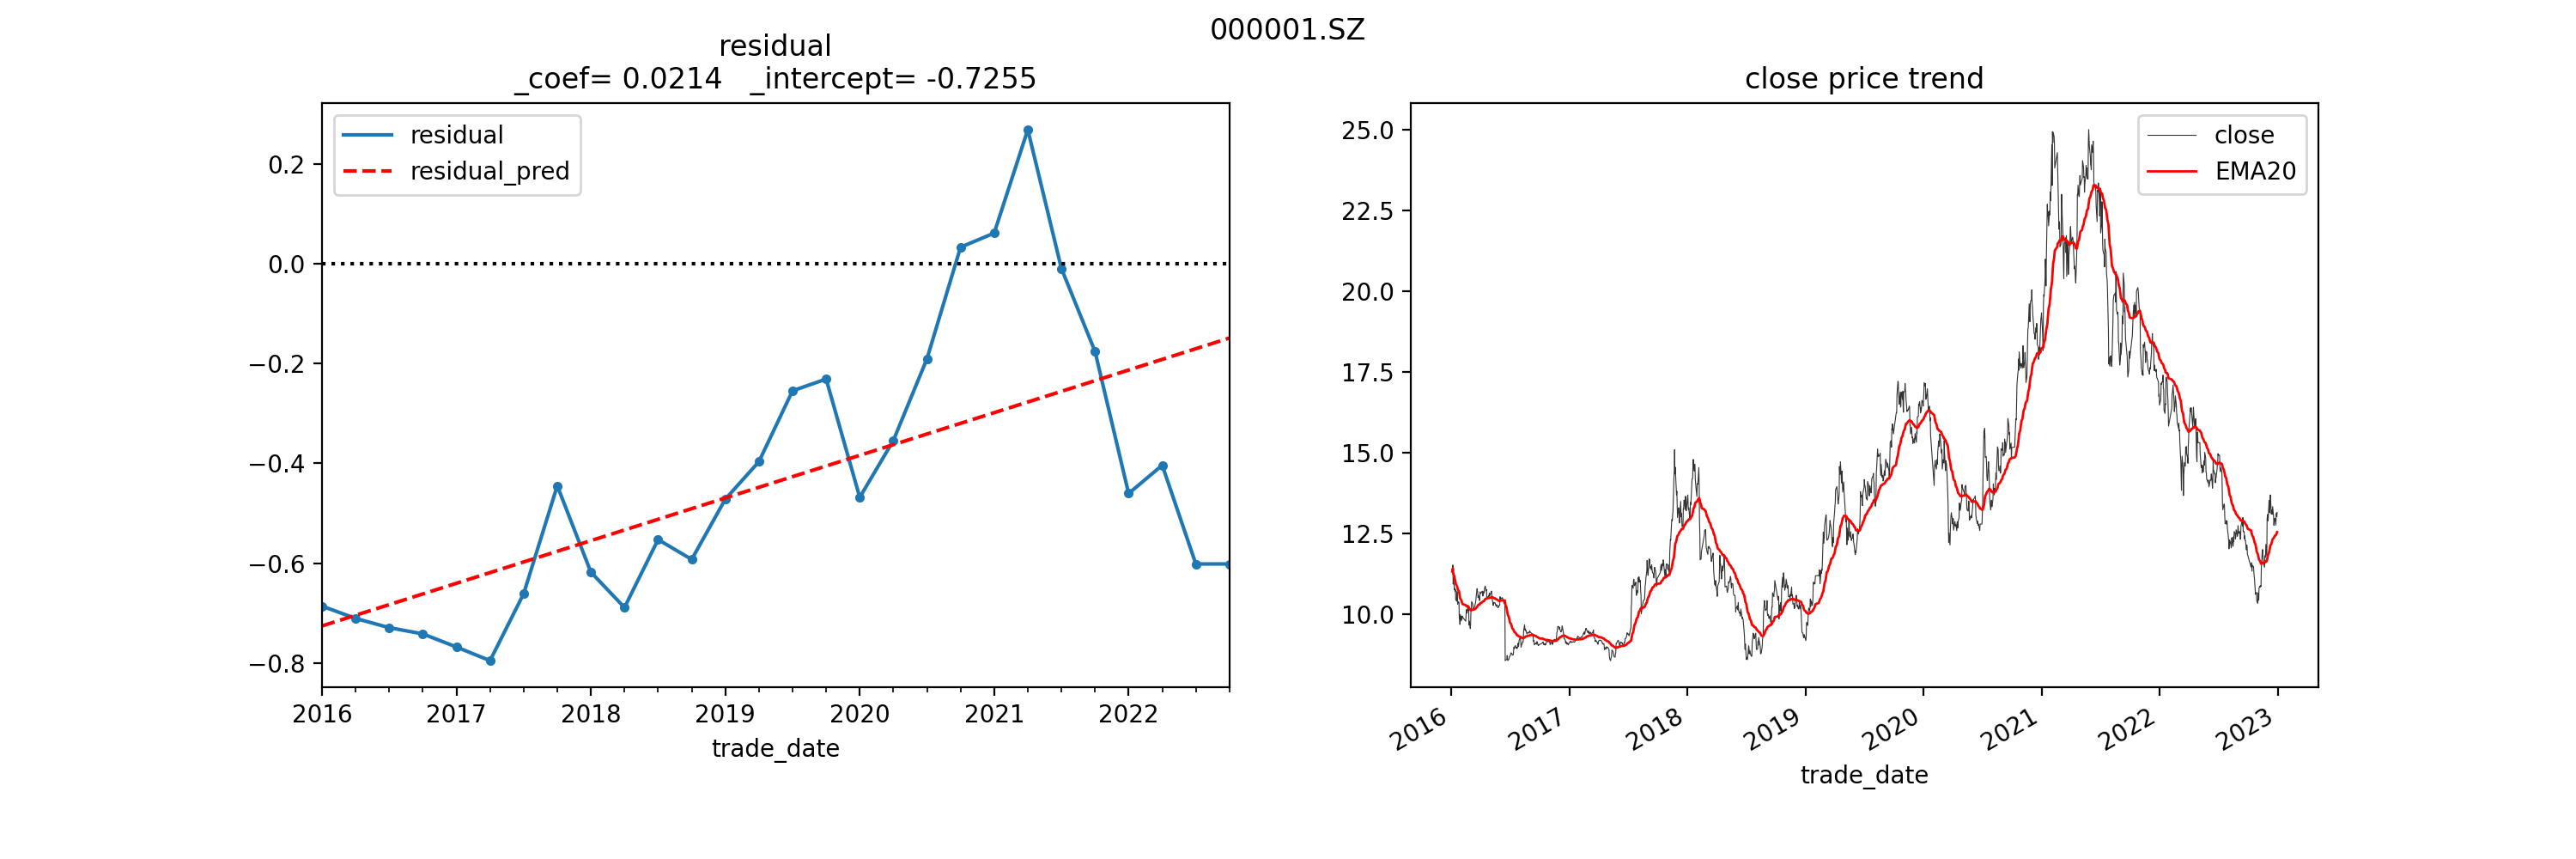 000001.SZ
residual
_coef= 0.0214   _intercept= -0.7255
residual
residual_pred
0.2
0.0
−0.2
−0.4
−0.6
−0.8
2016 2017 2018 2019 2020 2021 2022
trade_date
close price trend
close
EMA20
25.0
22.5
20.0
17.5
15.0
12.5
10.0
2016 2017 2018 2019 2020 2021 2022 2023
trade_date